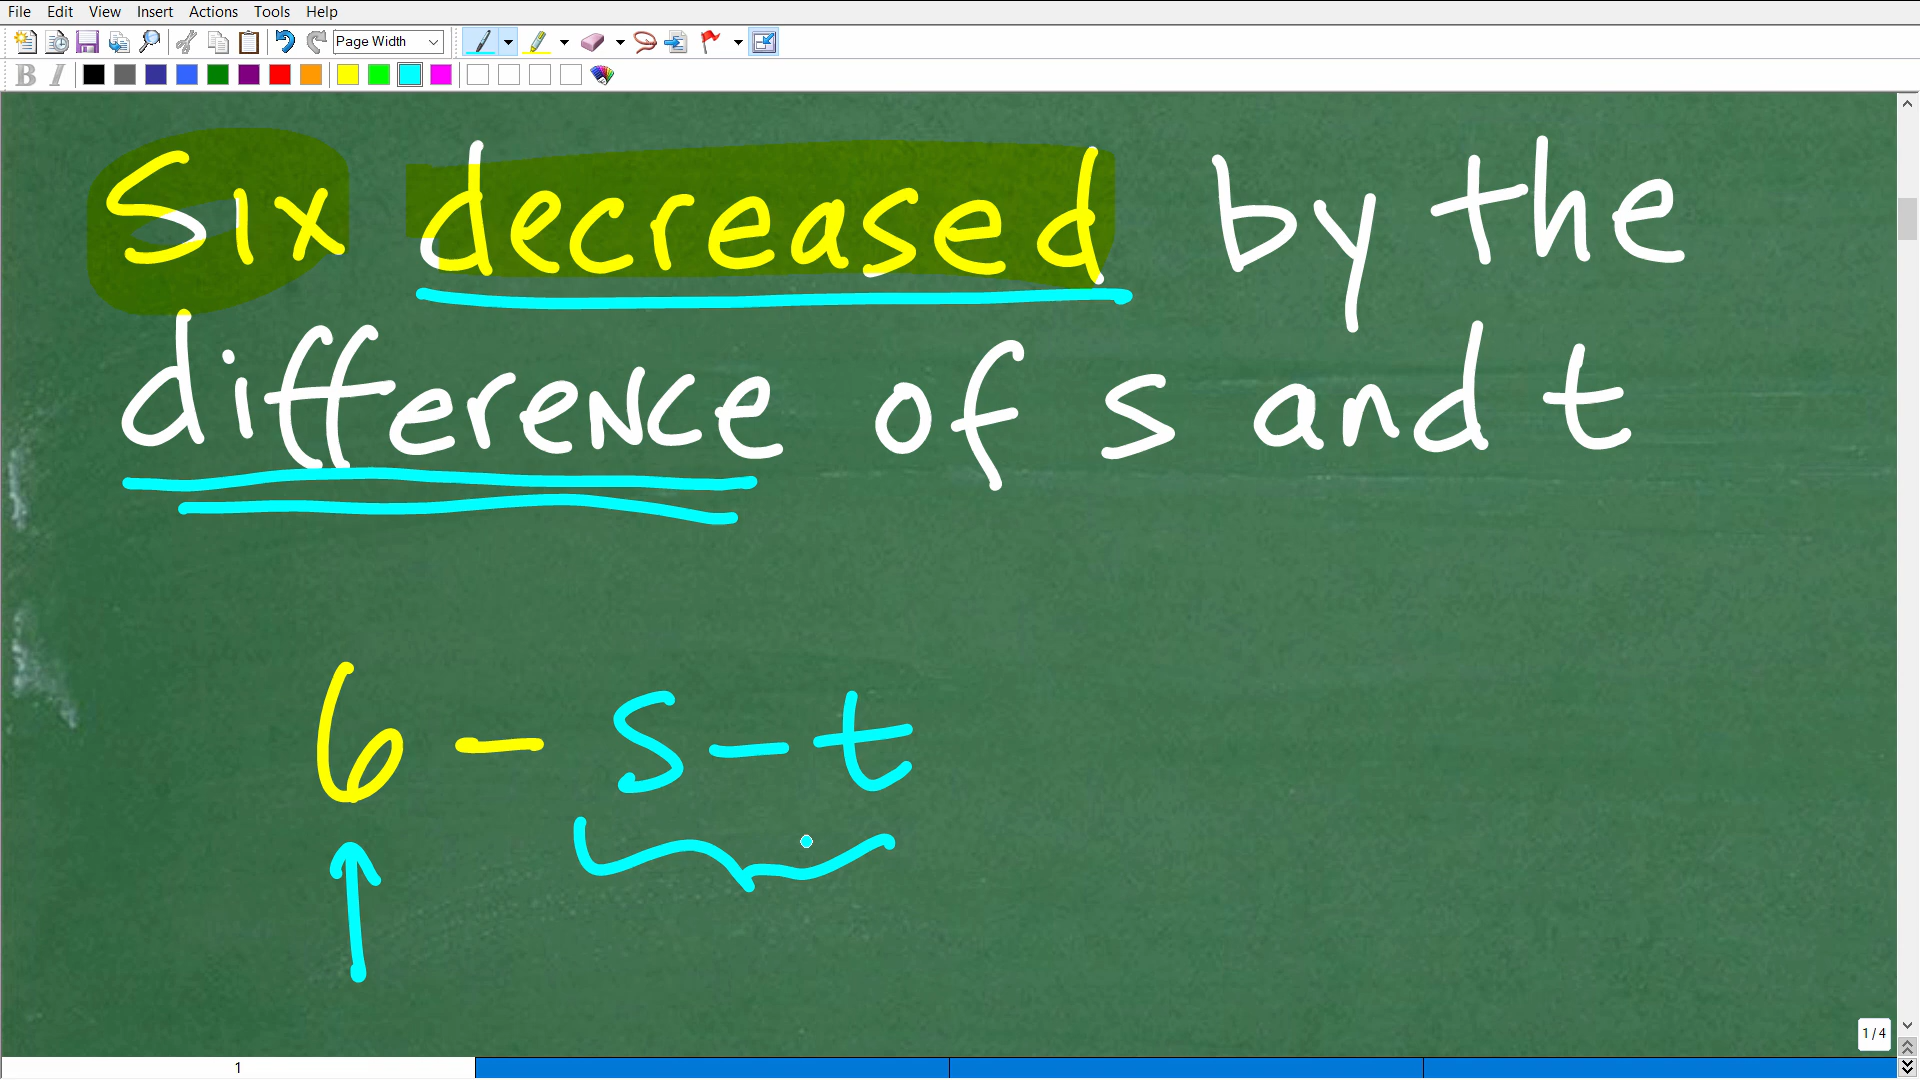 File Edit View Insert Actions Tools Help
Page Width
B I
Six decreased by the
difference of s and t
6 - s - t
1 / 4
1